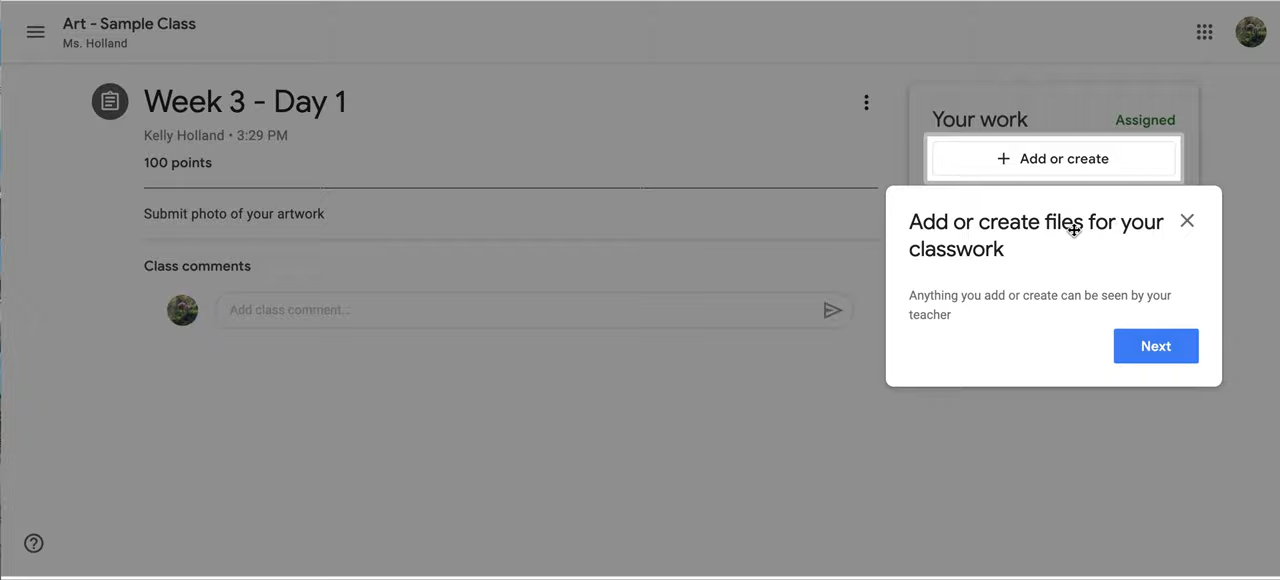 Art - Sample Class
Ms. Holland
Week 3 - Day 1
Kelly Holland • 3:29 PM
100 points
Submit photo of your artwork
Class comments
Add class comment...
Your work
Assigned
+ Add or create
Add or create files for your
classwork
Anything you add or create can be seen by your
teacher
Next